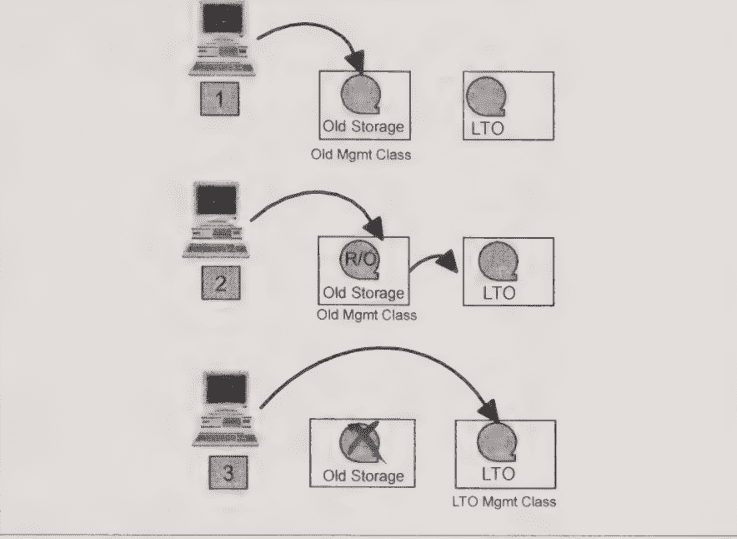 1
Old Storage
LTO
Old Mgmt Class
2
R/O
Old Storage
LTO
Old Mgmt Class
3
Old Storage
LTO
LTO Mgmt Class